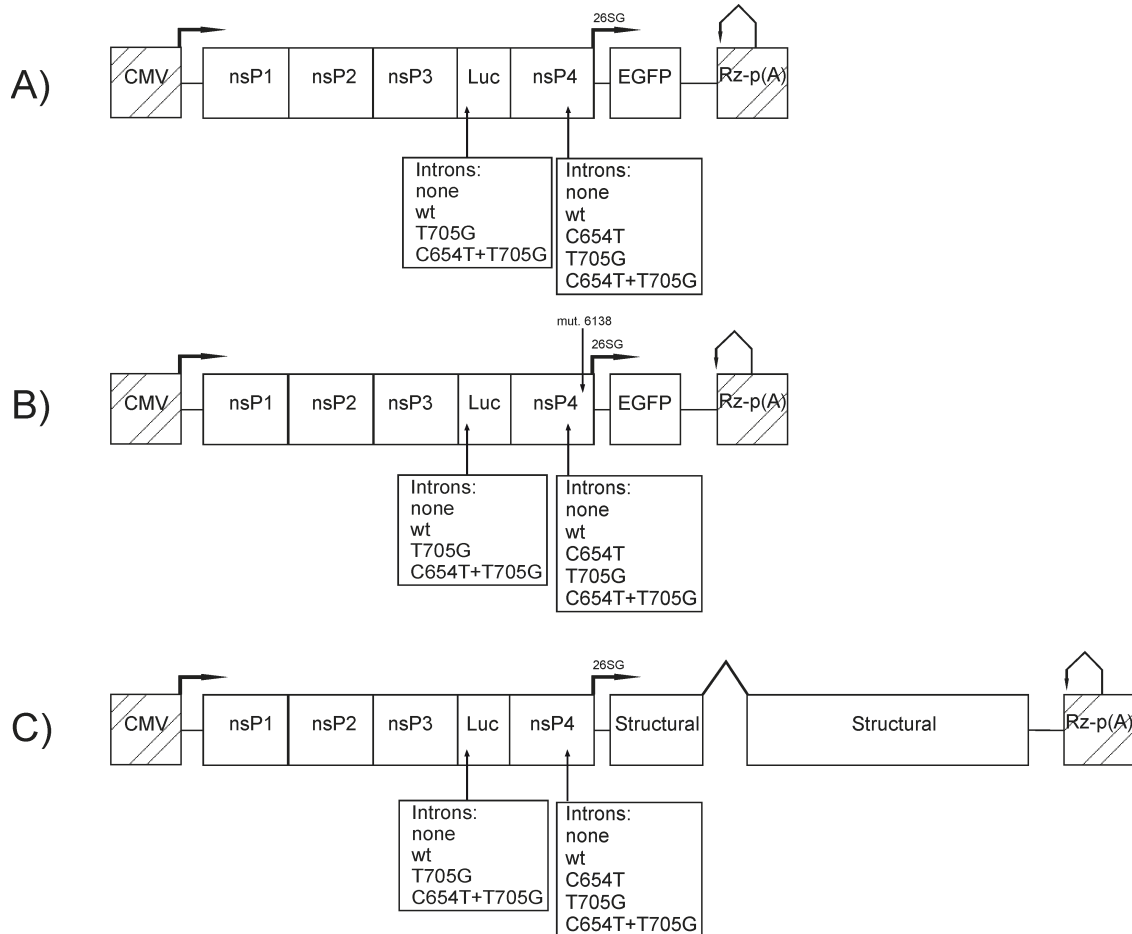 26SG
A)
CMV nsP1 nsP2 nsP3 Luc nsP4 EGFP Rz-p(A)
Introns:
none
wt
T705G
C654T+T705G
Introns:
none
wt
C654T
T705G
C654T+T705G
mut. 6138
26SG
B)
CMV nsP1 nsP2 nsP3 Luc nsP4 EGFP Rz-p(A)
Introns:
none
wt
T705G
C654T+T705G
Introns:
none
wt
C654T
T705G
C654T+T705G
26SG
C)
CMV nsP1 nsP2 nsP3 Luc nsP4 Structural Structural Rz-p(A)
Introns:
none
wt
T705G
C654T+T705G
Introns:
none
wt
C654T
T705G
C654T+T705G